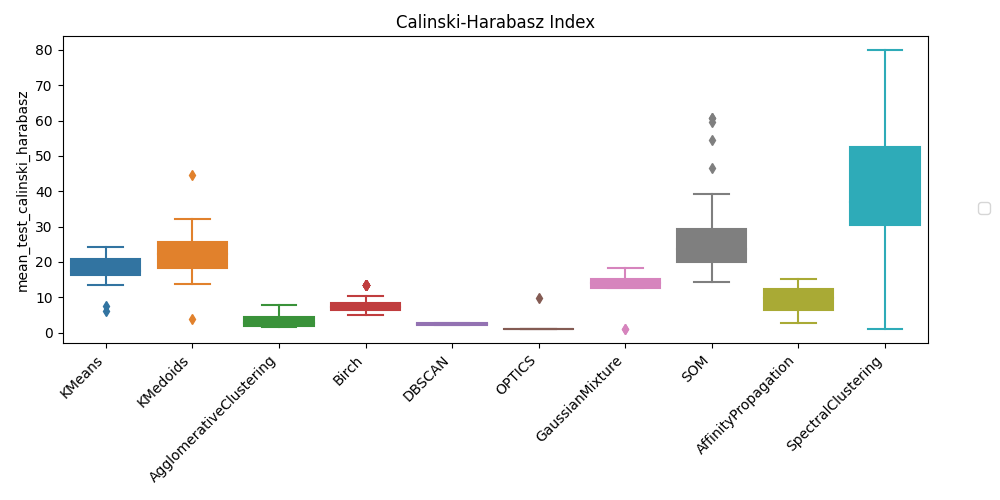 Calinski-Harabasz Index
mean_test_calinski_harabasz
80
70
60
50
40
30
20
10
0
KMeans
KMedoids
AgglomerativeClustering
Birch
DBSCAN
OPTICS
GaussianMixture
SOM
AffinityPropagation
SpectralClustering